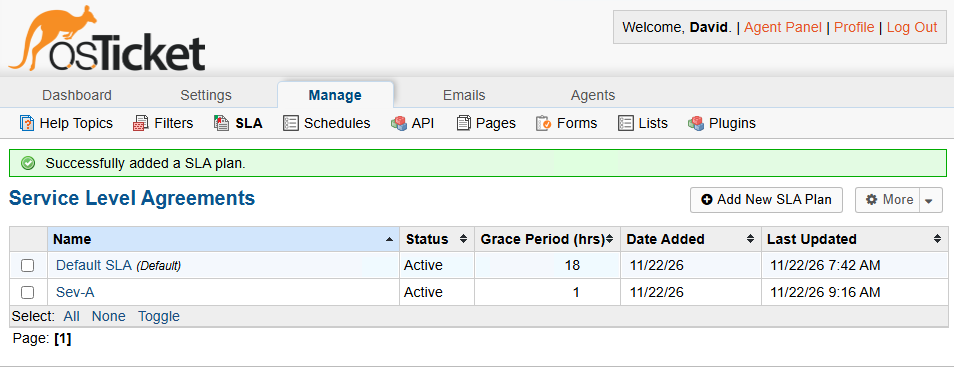 osTicket
Welcome, David. | Agent Panel | Profile | Log Out
Dashboard Settings Manage Emails Agents
Help Topics Filters SLA Schedules API Pages Forms Lists Plugins
Successfully added a SLA plan.
Service Level Agreements
Add New SLA Plan More
Name Status Grace Period (hrs) Date Added Last Updated
Default SLA (Default) Active 18 11/22/26 11/22/26 7:42 AM
Sev-A Active 1 11/22/26 11/22/26 9:16 AM
Select: All None Toggle
Page: [1]